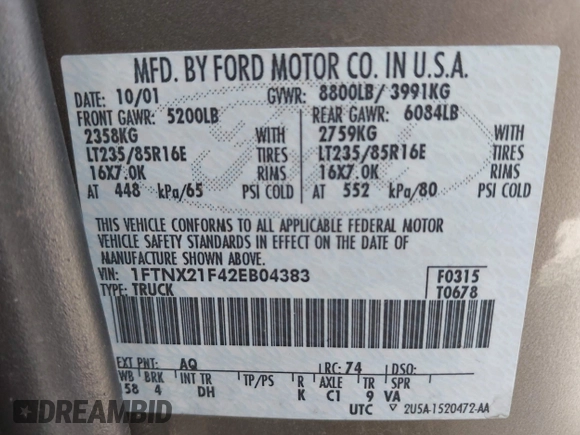 MFD. BY FORD MOTOR CO. IN U.S.A.
DATE: 10/01 GVWR: 8800LB/ 3991KG
FRONT GAWR: 5200LB REAR GAWR: 6084LB
2358KG WITH 2759KG WITH
LT235/85R16E TIRES LT235/85R16E TIRES
16X7.0K RIMS 16X7.0K RIMS
AT 448 kPa/65 PSI COLD AT 552 kPa/80 PSI COLD
THIS VEHICLE CONFORMS TO ALL APPLICABLE FEDERAL MOTOR
VEHICLE SAFETY STANDARDS IN EFFECT ON THE DATE OF
MANUFACTURE SHOWN ABOVE.
VIN: 1FTNX21F42EB04383 F0315
TYPE: TRUCK T0678
EXT PNT: AQ RC: 74 DSO:
WB BRK INT TR TP/PS R AXLE TR SPR
58 4 DH K C1 9 VA
UTC ▽ 2U5A-1520472-AA
DREAMBID